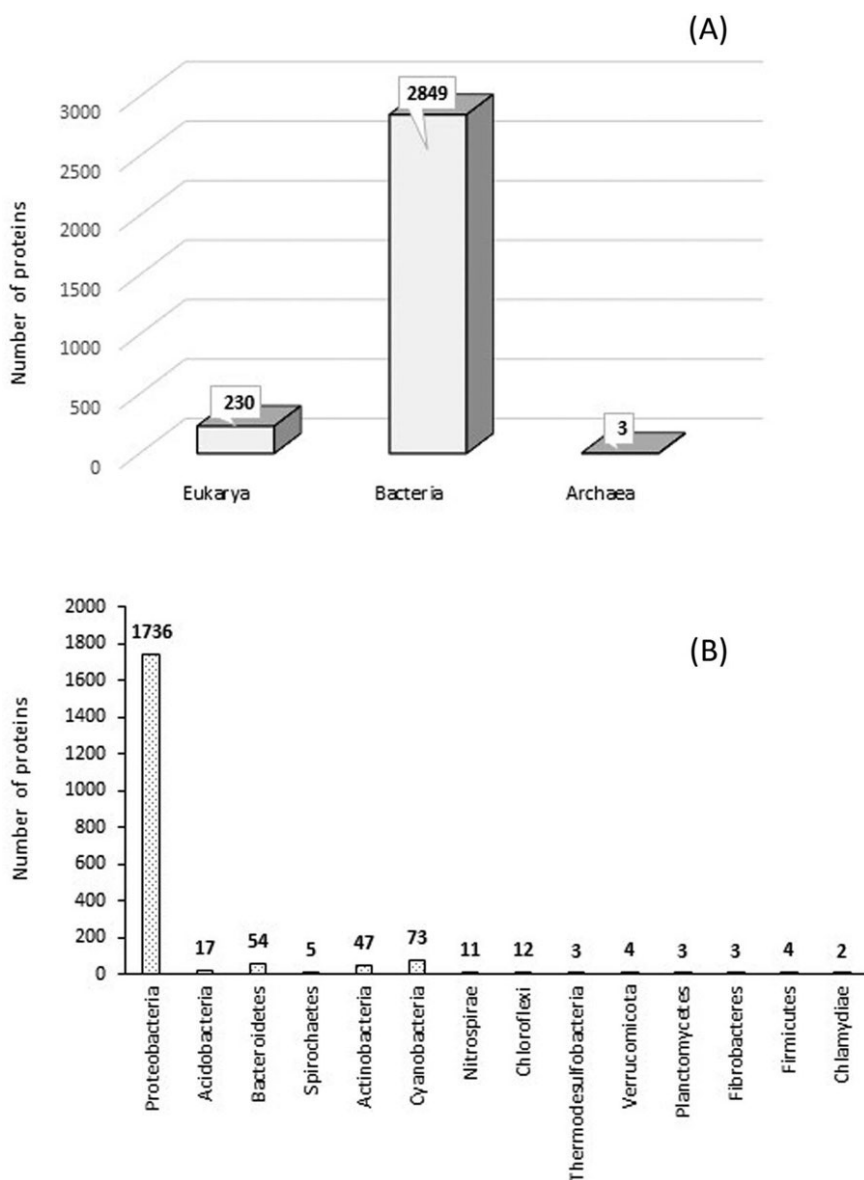 (A)
Number of proteins
3000
2500
2000
1500
1000
500
0
230
2849
3
Eukarya
Bacteria
Archaea
(B)
Number of proteins
2000
1800
1600
1400
1200
1000
800
600
400
200
0
1736
17
54
5
47
73
11
12
3
4
3
3
4
2
Proteobacteria
Acidobacteria
Bacteroidetes
Spirochaetes
Actinobacteria
Cyanobacteria
Nitrospirae
Chloroflexi
Thermodesulfobacteria
Verrucomicota
Planctomycetes
Fibrobacteres
Firmicutes
Chlamydiae